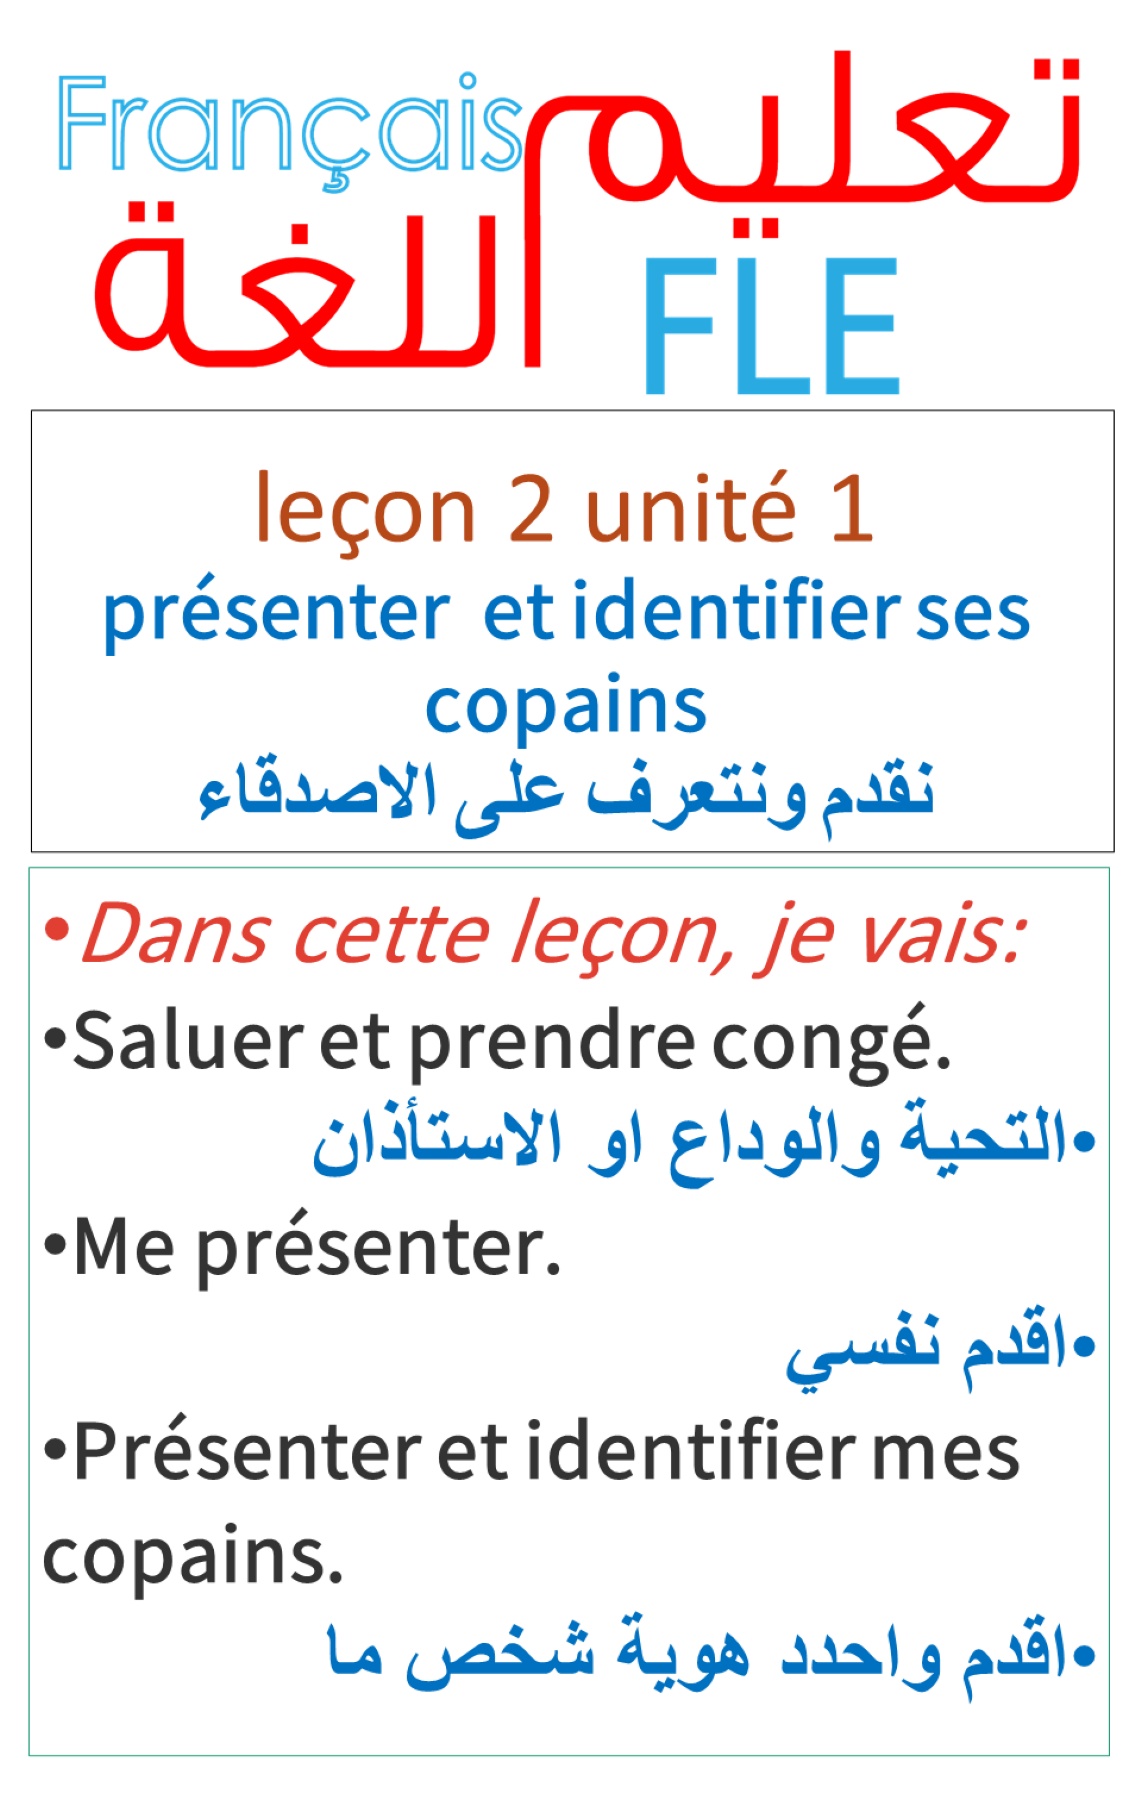 Français تعليم
اللغة FLE
leçon 2 unité 1
présenter et identifier ses
copains
نقدم ونتعرف على الاصدقاء
•Dans cette leçon, je vais:
•Saluer et prendre congé.
•التحية والوداع او الاستأذان
•Me présenter.
•اقدم نفسي
•Présenter et identifier mes
copains.
•اقدم واحدد هوية شخص ما